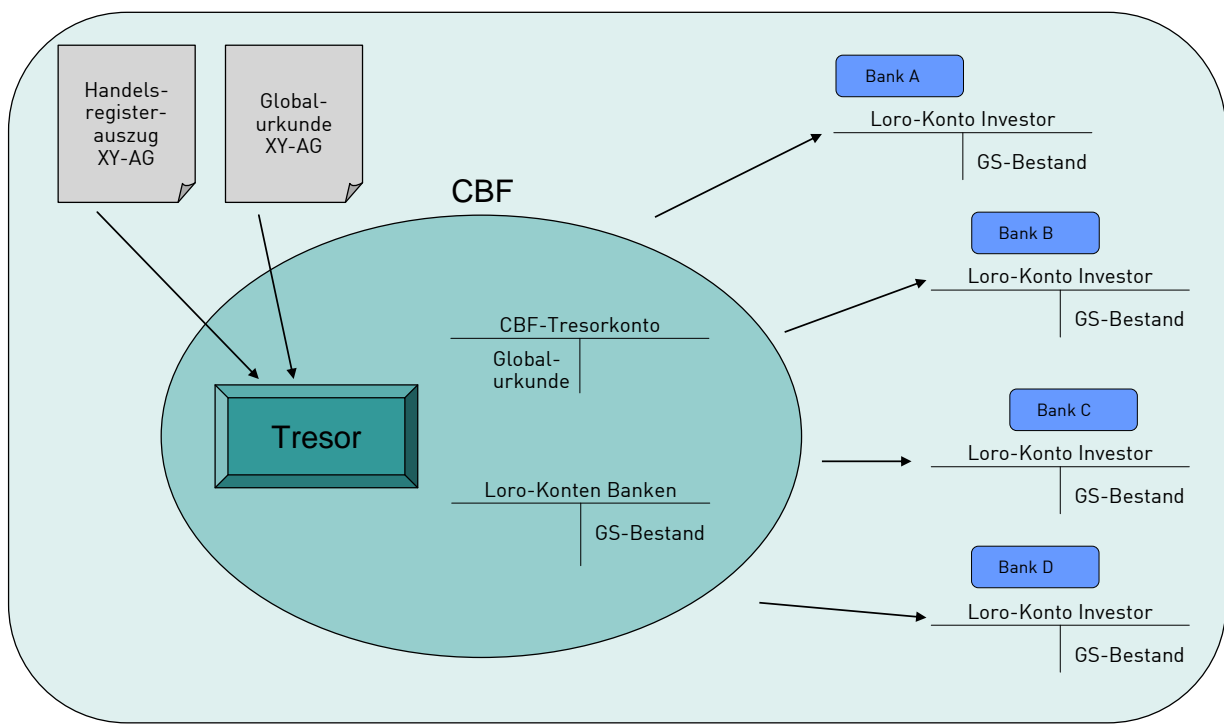 Handels-
register-
auszug
XY-AG
Global-
urkunde
XY-AG
CBF
CBF-Tresorkonto
Global-
urkunde
Tresor
Loro-Konten Banken
GS-Bestand
Bank A
Loro-Konto Investor
GS-Bestand
Bank B
Loro-Konto Investor
GS-Bestand
Bank C
Loro-Konto Investor
GS-Bestand
Bank D
Loro-Konto Investor
GS-Bestand